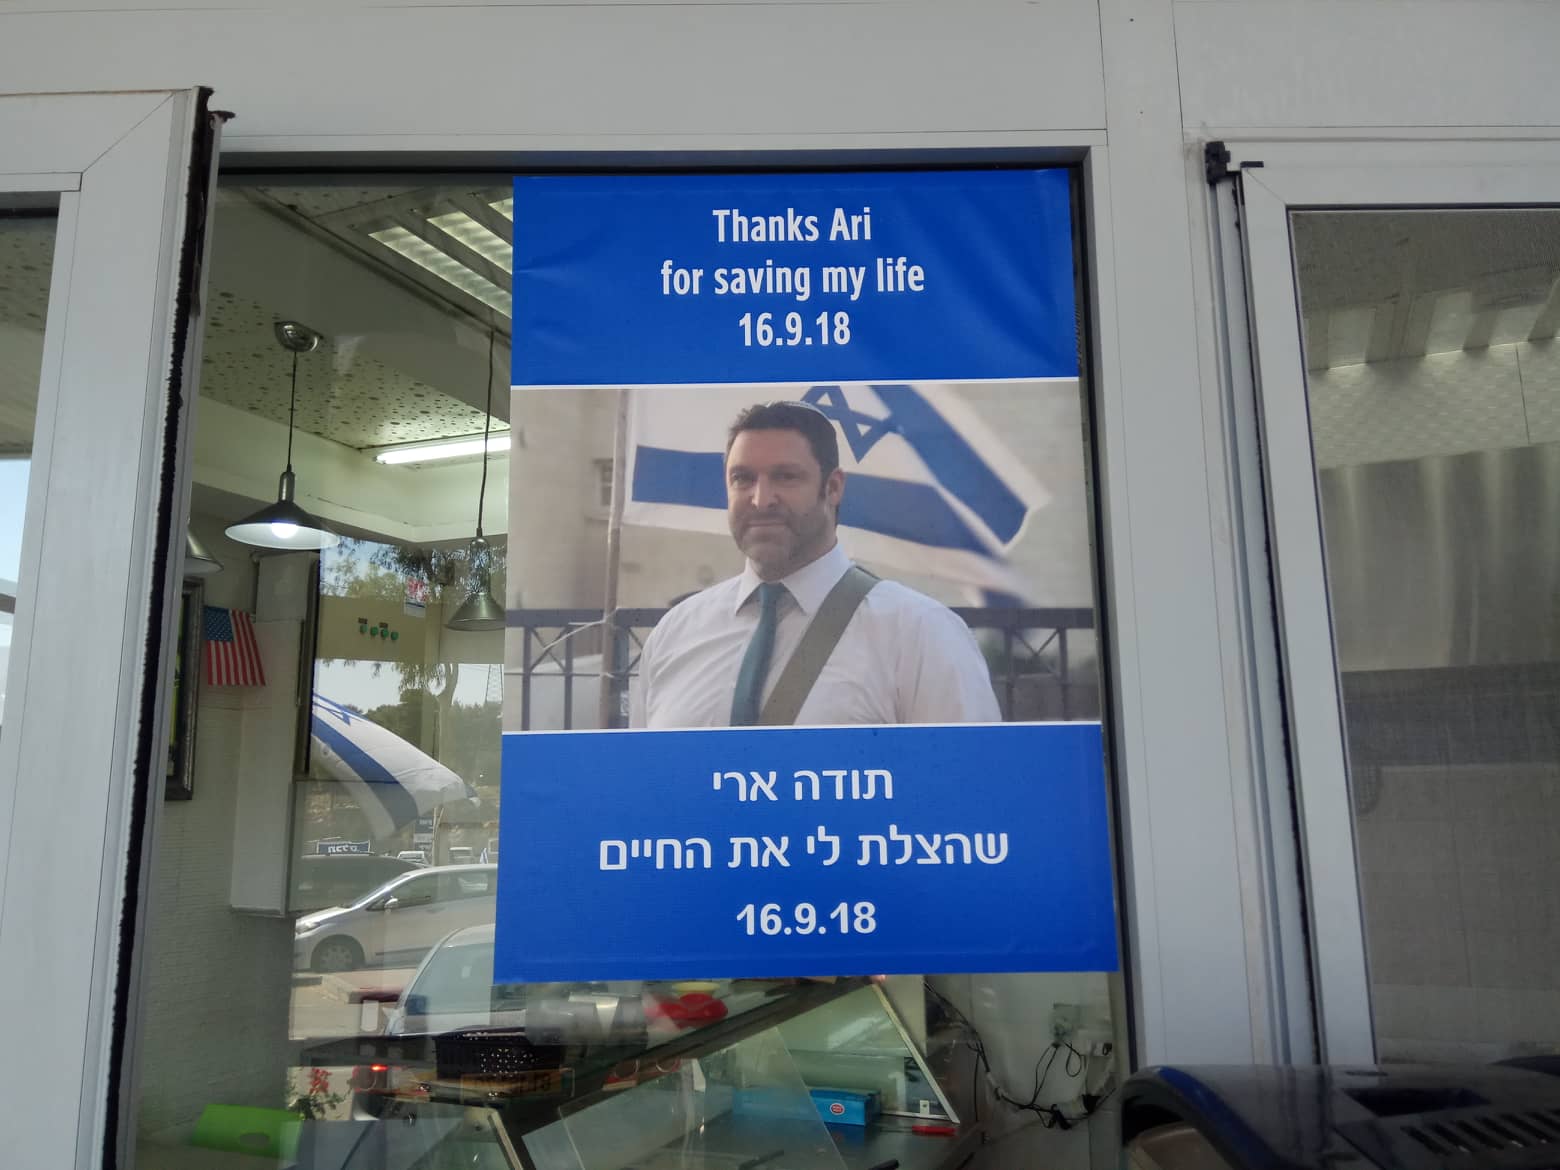 Thanks Ari
for saving my life
16.9.18
תודה ארי
שהצלת לי את החיים
16.9.18